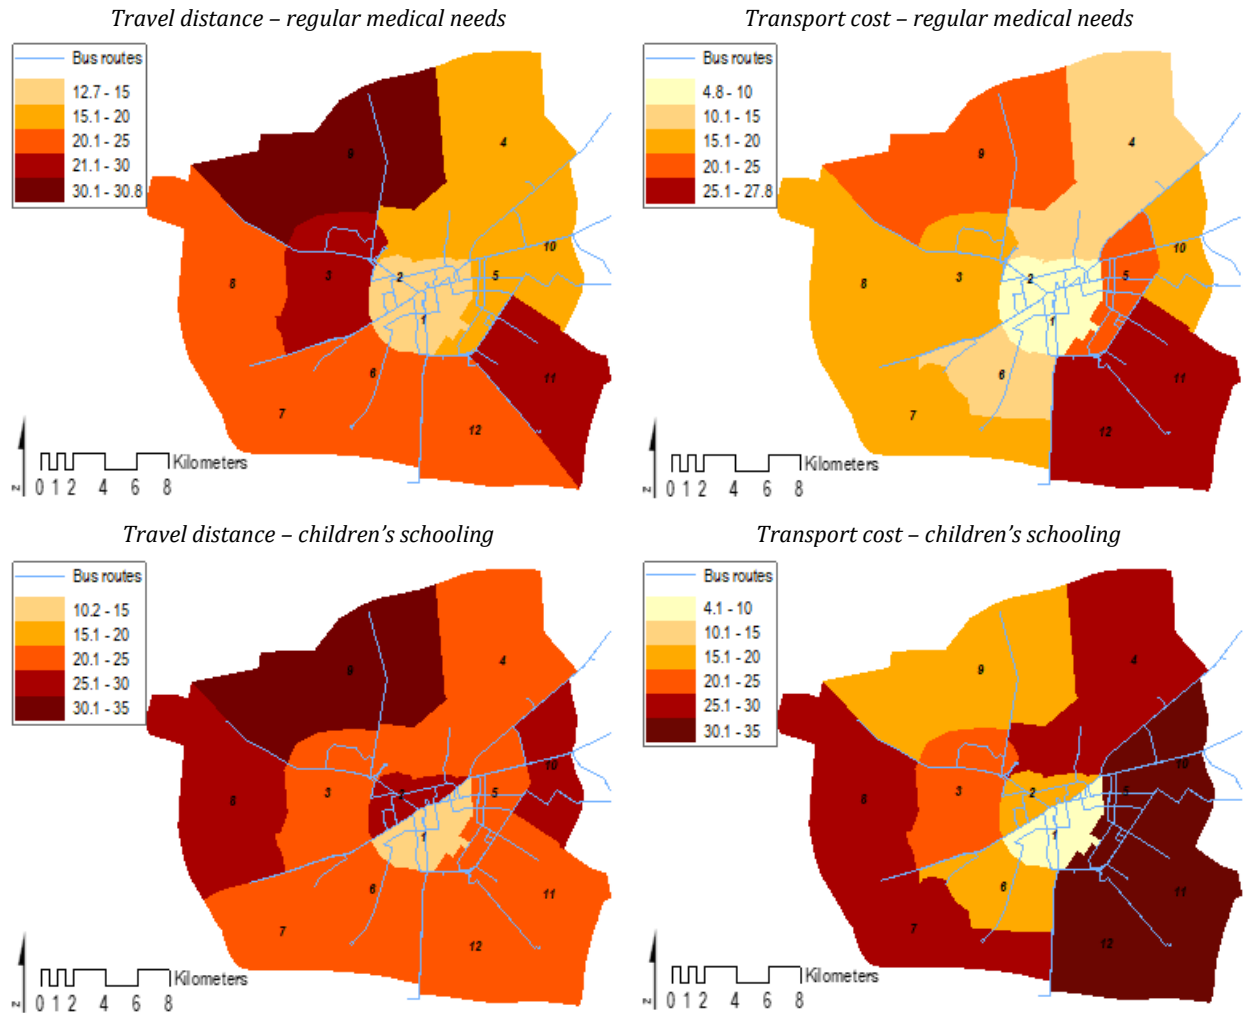 Travel distance – regular medical needs
Bus routes
12.7 - 15
15.1 - 20
20.1 - 25
21.1 - 30
30.1 - 30.8
9
4
10
8
3
2
5
1
6
11
7
12
Kilometers
0 1 2 4 6 8
N
Transport cost – regular medical needs
Bus routes
4.8 - 10
10.1 - 15
15.1 - 20
20.1 - 25
25.1 - 27.8
9
4
10
8
3
2
5
1
6
11
7
12
Kilometers
0 1 2 4 6 8
N
Travel distance – children’s schooling
Bus routes
10.2 - 15
15.1 - 20
20.1 - 25
25.1 - 30
30.1 - 35
9
4
10
8
3
2
5
1
6
11
7
12
Kilometers
0 1 2 4 6 8
N
Transport cost – children’s schooling
Bus routes
4.1 - 10
10.1 - 15
15.1 - 20
20.1 - 25
25.1 - 30
30.1 - 35
9
4
10
8
3
2
5
1
6
11
7
12
Kilometers
0 1 2 4 6 8
N